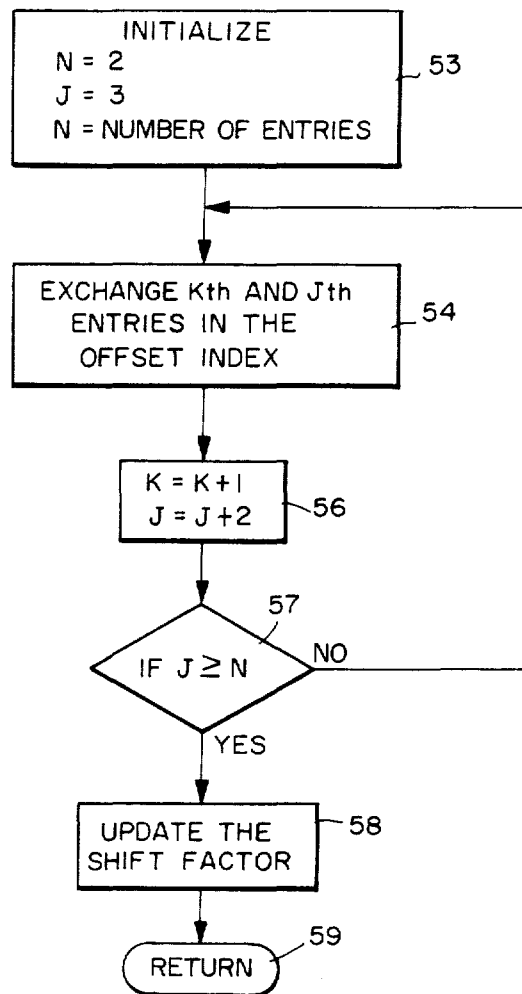 INITIALIZE
N = 2
J = 3
N = NUMBER OF ENTRIES
53
EXCHANGE Kth AND Jth
ENTRIES IN THE
OFFSET INDEX
54
K = K+1
J = J+2
56
57
IF J ≥ N
NO
YES
UPDATE THE
SHIFT FACTOR
58
RETURN
59